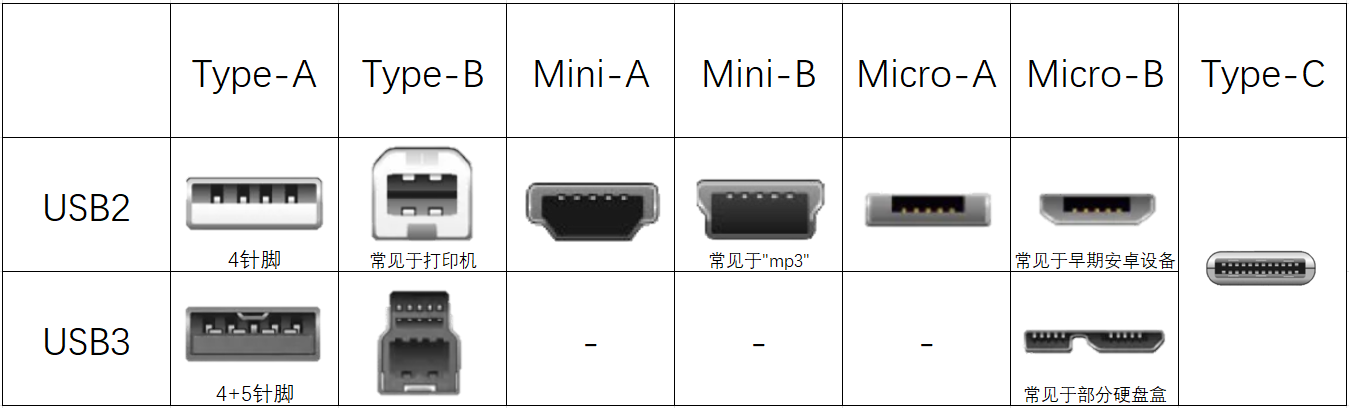 Type-A Type-B Mini-A Mini-B Micro-A Micro-B Type-C
USB2
4针脚 常见于打印机 常见于"mp3" 常见于早期安卓设备
USB3 - - -
4+5针脚 常见于部分硬盘盒